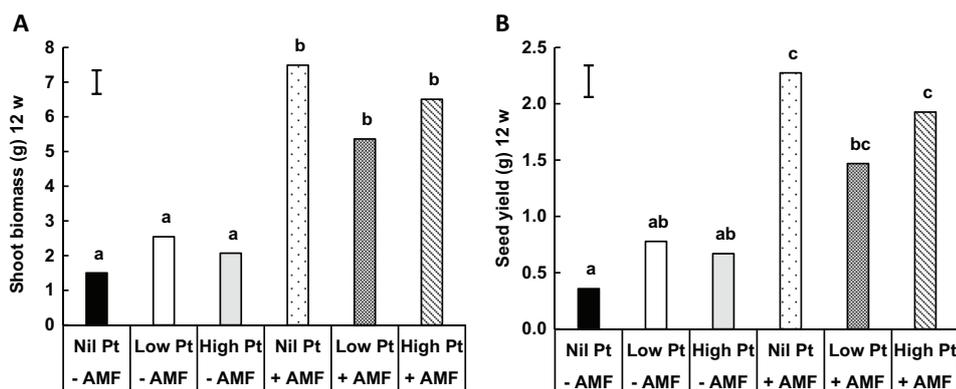 A
Shoot biomass (g) 12 w
8
7
6
5
4
3
2
1
0
a
a
a
b
b
b
Nil Pt Low Pt High Pt Nil Pt Low Pt High Pt
- AMF - AMF - AMF + AMF + AMF + AMF
B
Seed yield (g) 12 w
2.5
2.0
1.5
1.0
0.5
0.0
a
ab
ab
c
bc
c
Nil Pt Low Pt High Pt Nil Pt Low Pt High Pt
- AMF - AMF - AMF + AMF + AMF + AMF